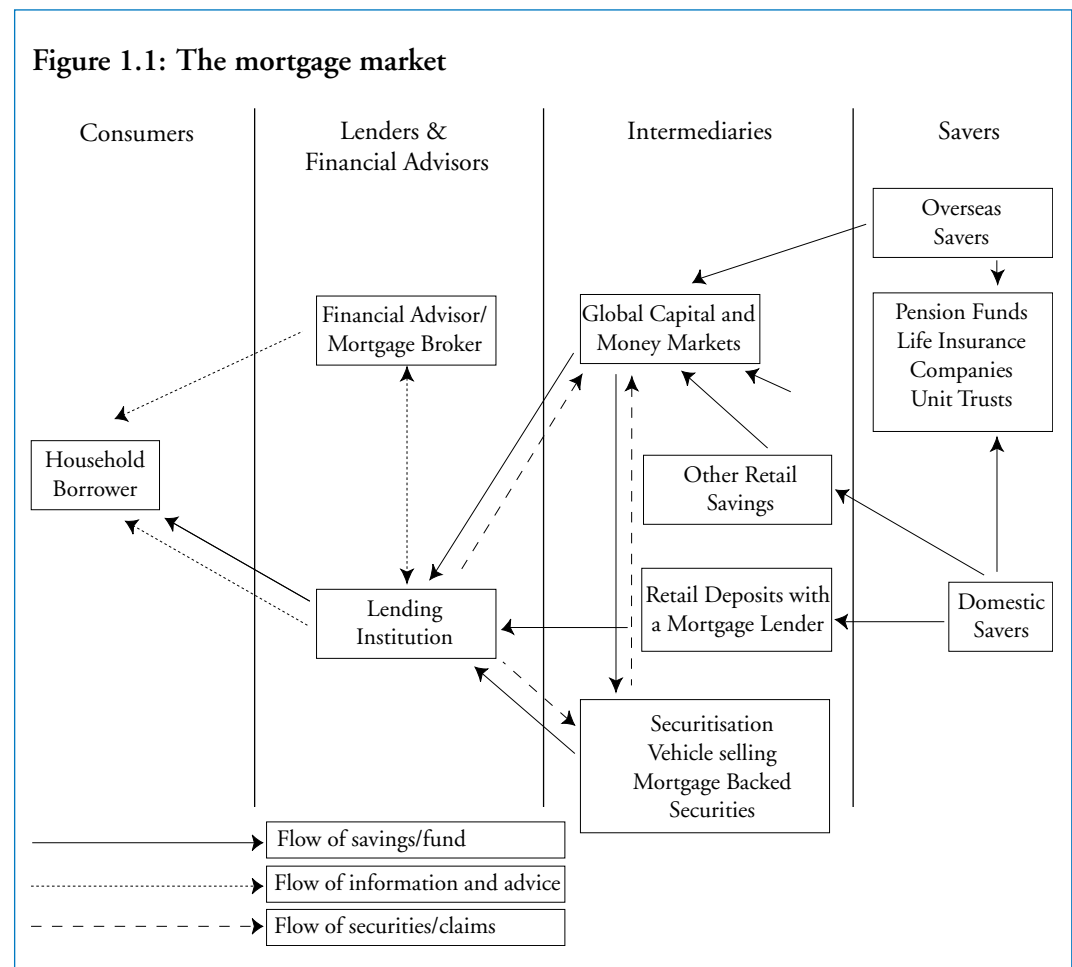 Figure 1.1: The mortgage market
Consumers
Lenders &
Financial Advisors
Intermediaries
Savers
Overseas
Savers
Financial Advisor/
Mortgage Broker
Global Capital and
Money Markets
Pension Funds
Life Insurance
Companies
Unit Trusts
Household
Borrower
Other Retail
Savings
Lending
Institution
Retail Deposits with
a Mortgage Lender
Domestic
Savers
Securitisation
Vehicle selling
Mortgage Backed
Securities
Flow of savings/fund
Flow of information and advice
Flow of securities/claims